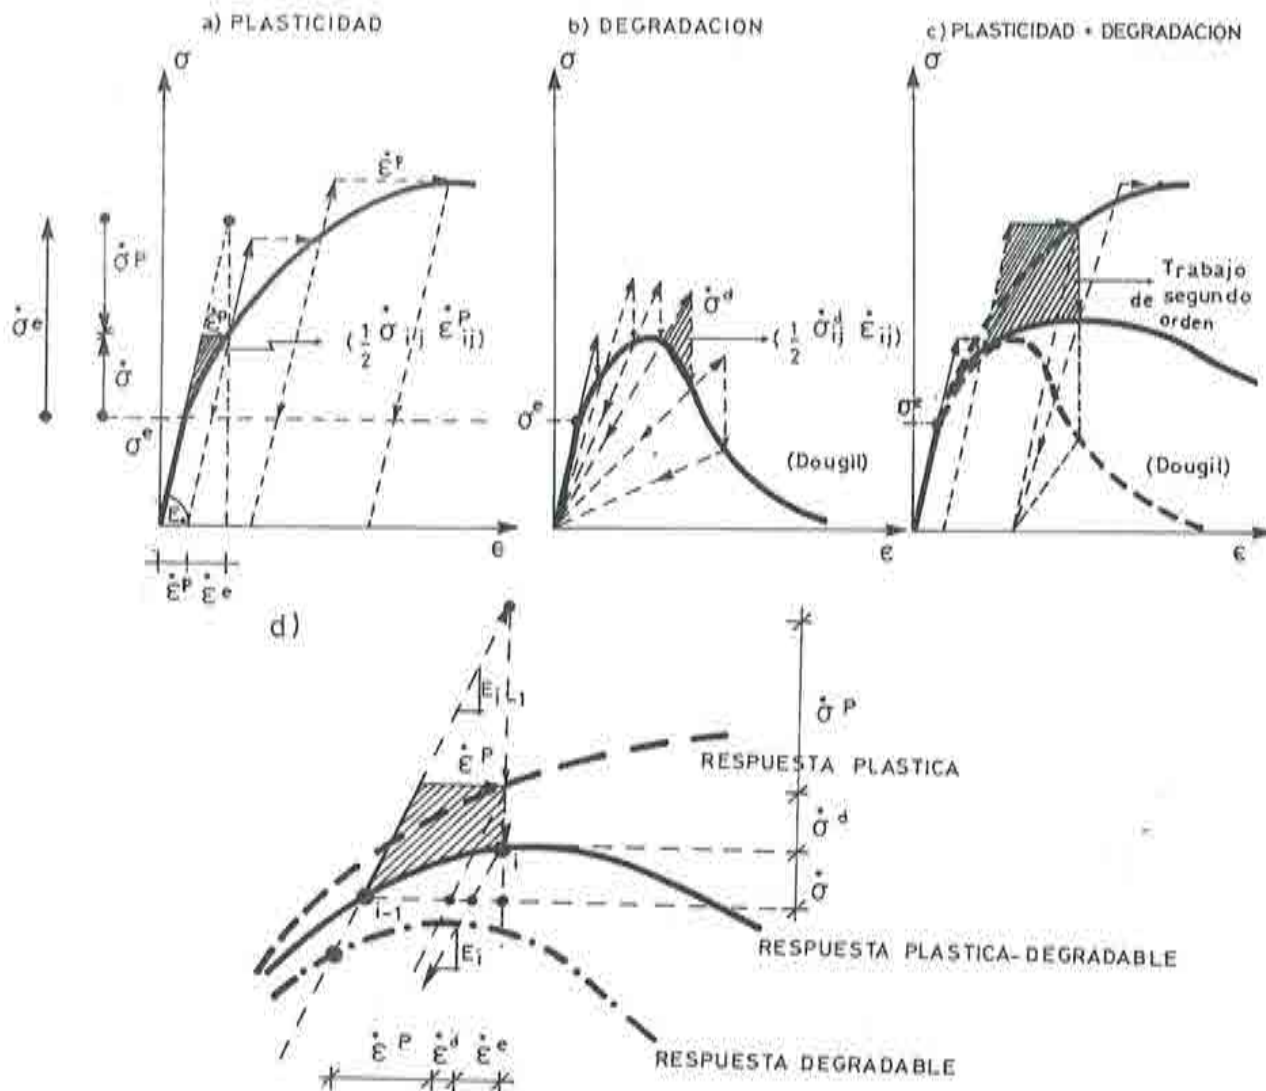 a) PLASTICIDAD
b) DEGRADACION
c) PLASTICIDAD + DEGRADACION
σ
σ
σ
ε̇ᵖ
σ̇ᵖ
σ̇ᵉ
σ̇
ε̇ᵖ
(½ σ̇ᵢⱼ ε̇ᵖᵢⱼ)
σᵉ
ϵ
ε̇ᵖ ε̇ᵉ
σ̇ᵈ
(½ σ̇ᵈᵢⱼ ε̇ᵢⱼ)
σᵉ
(Dougil)
ϵ
Trabajo
de segundo
orden
σᵉ
(Dougil)
ϵ
d)
Eᵢ₋₁
σ̇ᵖ
ε̇ᵖ
RESPUESTA PLASTICA
σ̇ᵈ
i
σ̇
i-1
RESPUESTA PLASTICA-DEGRADABLE
Eᵢ
ε̇ᵖ ε̇ᵈ ε̇ᵉ
RESPUESTA DEGRADABLE